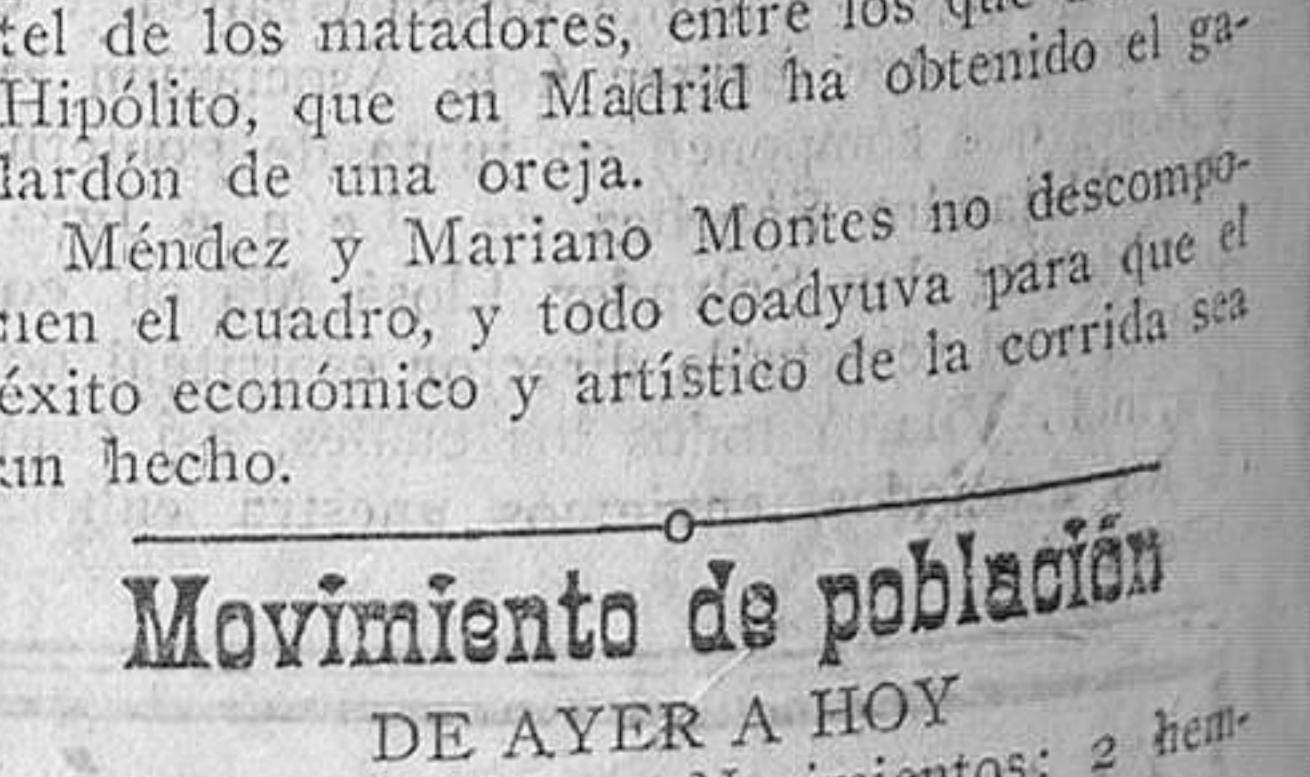 tel de los matadores, entre los que
Hipólito, que en Madrid ha obtenido el ga-
lardón de una oreja.
Méndez y Mariano Montes no descompo-
nen el cuadro, y todo coadyuva para que el
éxito económico y artístico de la corrida sea
un hecho.
Movimiento de población
DE AYER A HOY
2 hem-